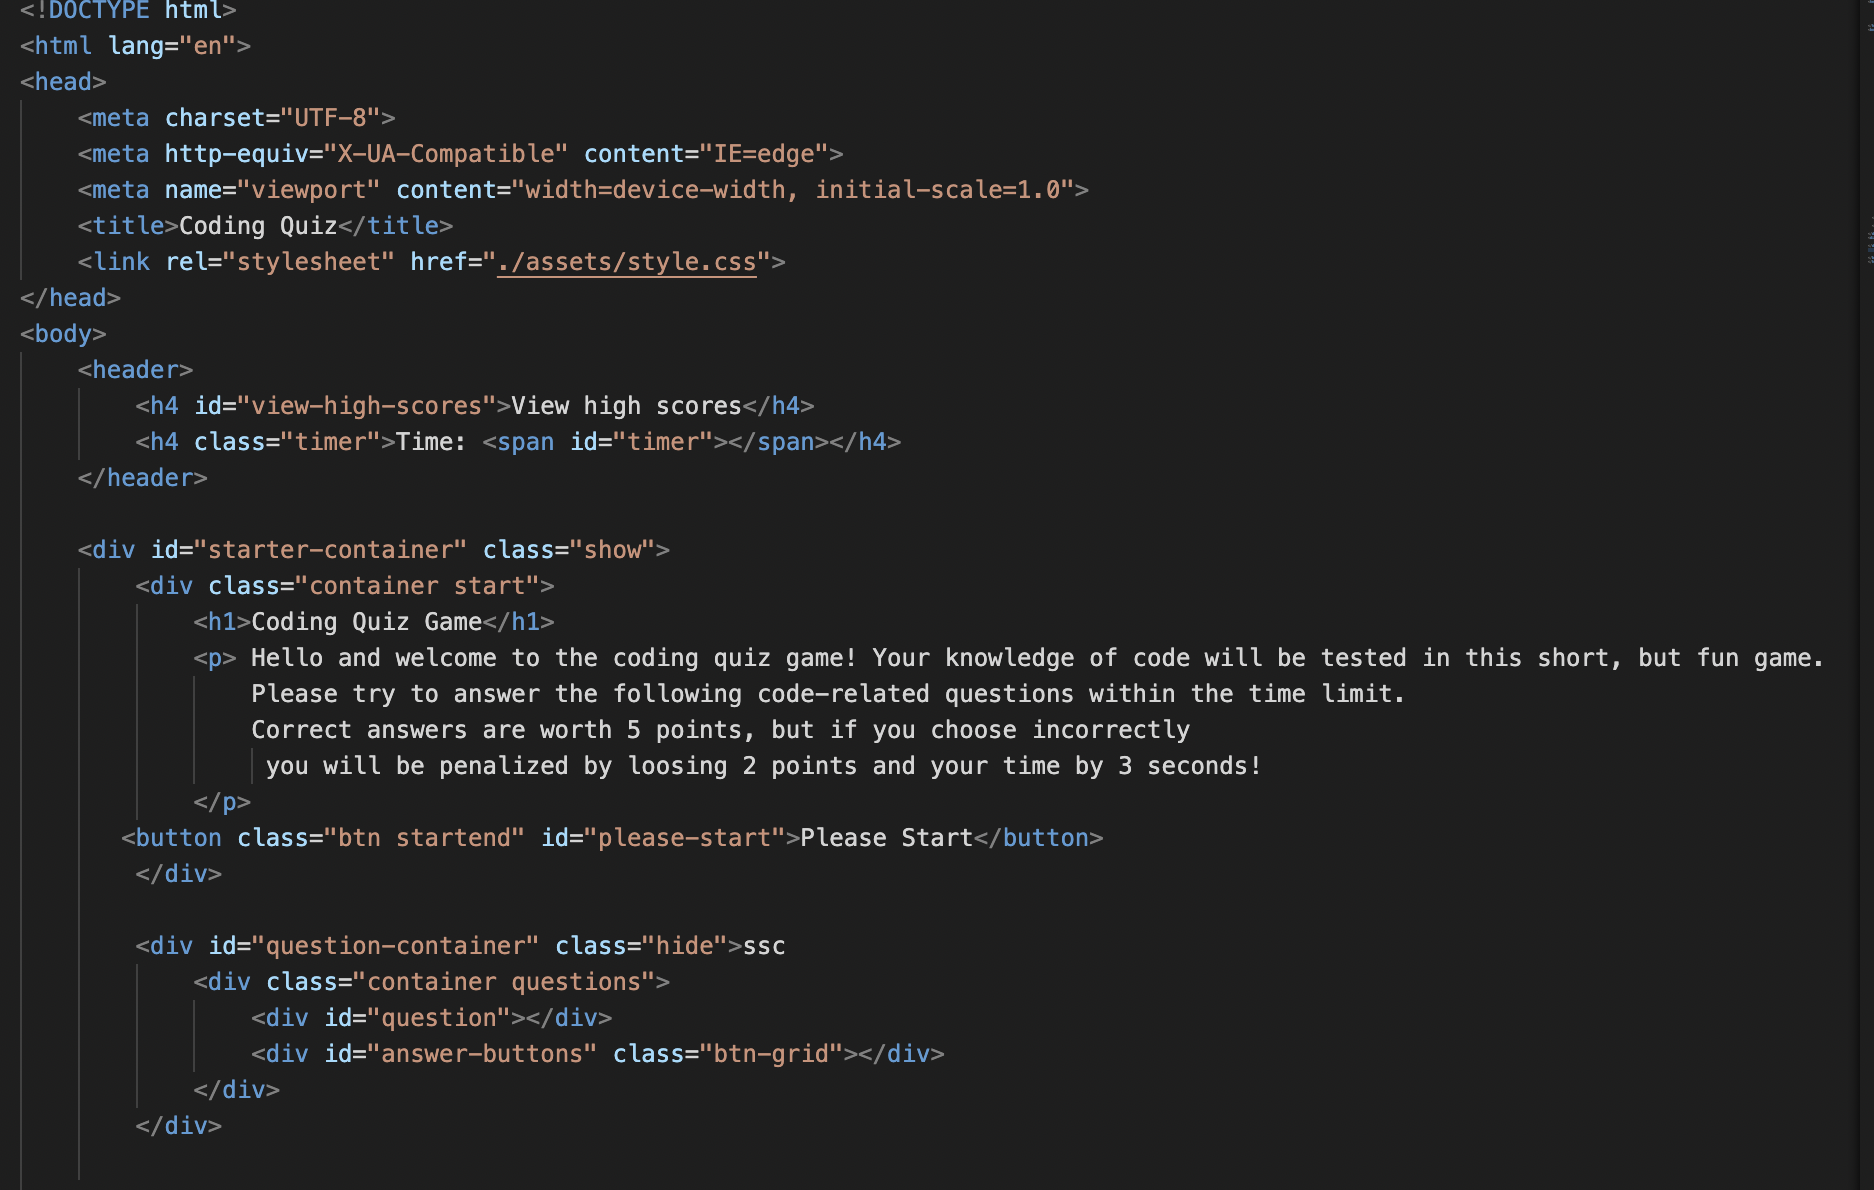 <!DOCTYPE html>
<html lang="en">
<head>
    <meta charset="UTF-8">
    <meta http-equiv="X-UA-Compatible" content="IE=edge">
    <meta name="viewport" content="width=device-width, initial-scale=1.0">
    <title>Coding Quiz</title>
    <link rel="stylesheet" href="./assets/style.css">
</head>
<body>
    <header>
        <h4 id="view-high-scores">View high scores</h4>
        <h4 class="timer">Time: <span id="timer"></span></h4>
    </header>

    <div id="starter-container" class="show">
        <div class="container start">
            <h1>Coding Quiz Game</h1>
            <p> Hello and welcome to the coding quiz game! Your knowledge of code will be tested in this short, but fun game.
                Please try to answer the following code-related questions within the time limit.
                Correct answers are worth 5 points, but if you choose incorrectly
                 you will be penalized by loosing 2 points and your time by 3 seconds!
            </p>
       <button class="btn startend" id="please-start">Please Start</button>
        </div>

        <div id="question-container" class="hide">ssc
            <div class="container questions">
                <div id="question"></div>
                <div id="answer-buttons" class="btn-grid"></div>
            </div>
        </div>